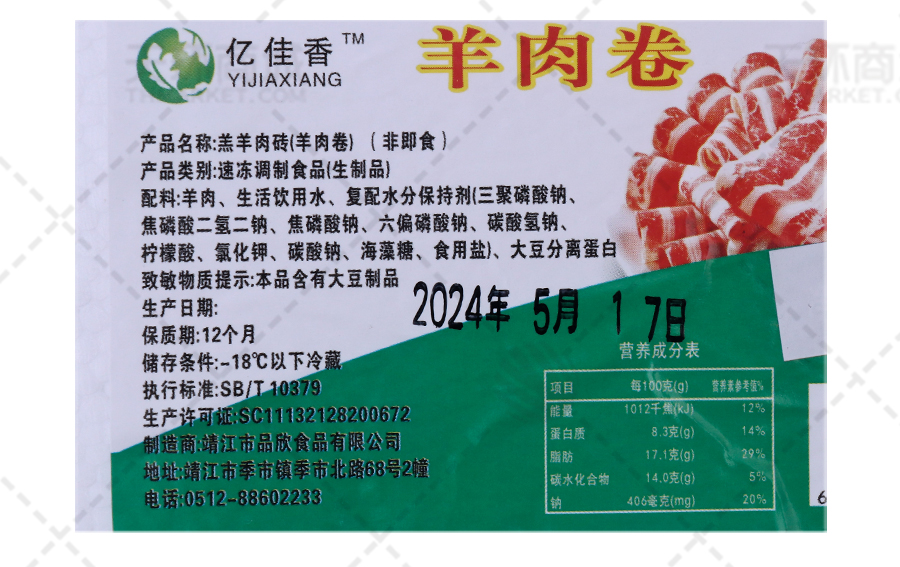 亿佳香™
YIJIAXIANG
羊肉卷
产品名称:羔羊肉砖(羊肉卷) (非即食)
产品类别:速冻调制食品(生制品)
配料:羊肉、生活饮用水、复配水分保持剂(三聚磷酸钠、
焦磷酸二氢二钠、焦磷酸钠、六偏磷酸钠、碳酸氢钠、
柠檬酸、氯化钾、碳酸钠、海藻糖、食用盐)、大豆分离蛋白
致敏物质提示:本品含有大豆制品
生产日期:
2024年 5月 17日
保质期:12个月
储存条件:-18℃以下冷藏
执行标准:SB/T 10379
生产许可证:SC11132128200672
制造商:靖江市品欣食品有限公司
地址:靖江市季市镇季市北路68号2幢
电话:0512-88602233
营养成分表
项目 每100克(g) 营养素参考值%
能量 1012千焦(kJ) 12%
蛋白质 8.3克(g) 14%
脂肪 17.1克(g) 29%
碳水化合物 14.0克(g) 5%
钠 406毫克(mg) 20%
6